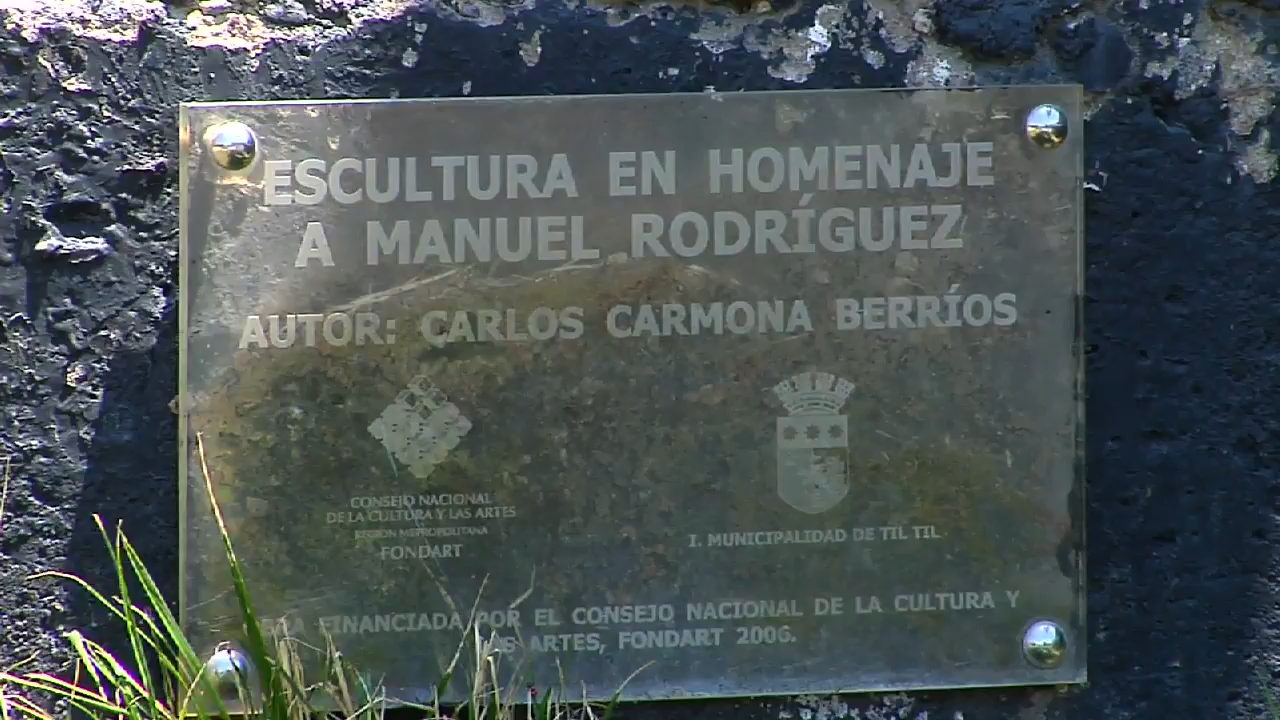 ESCULTURA EN HOMENAJE
A MANUEL RODRÍGUEZ
AUTOR: CARLOS CARMONA BERRÍOS
CONSEJO NACIONAL
DE LA CULTURA Y LAS ARTES
REGIÓN METROPOLITANA
FONDART
I. MUNICIPALIDAD DE TIL TIL
FINANCIADA POR EL CONSEJO NACIONAL DE LA CULTURA Y
ARTES, FONDART 2006.